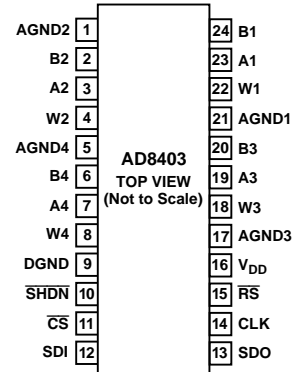 AGND2 1
B2 2
A2 3
W2 4
AGND4 5
B4 6
A4 7
W4 8
DGND 9
SHDN 10
CS 11
SDI 12
AD8403
TOP VIEW
(Not to Scale)
24 B1
23 A1
22 W1
21 AGND1
20 B3
19 A3
18 W3
17 AGND3
16 VDD
15 RS
14 CLK
13 SDO